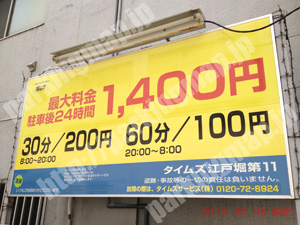 最大料金
駐車後24時間
1,400円
30分/200円 60分/100円
8:00~20:00 20:00~8:00
タイムズ江戸堀第11
盗難・事故等の一切の責任は負いません。
故障の際は、タイムズサービス(株) 0120-72-8924